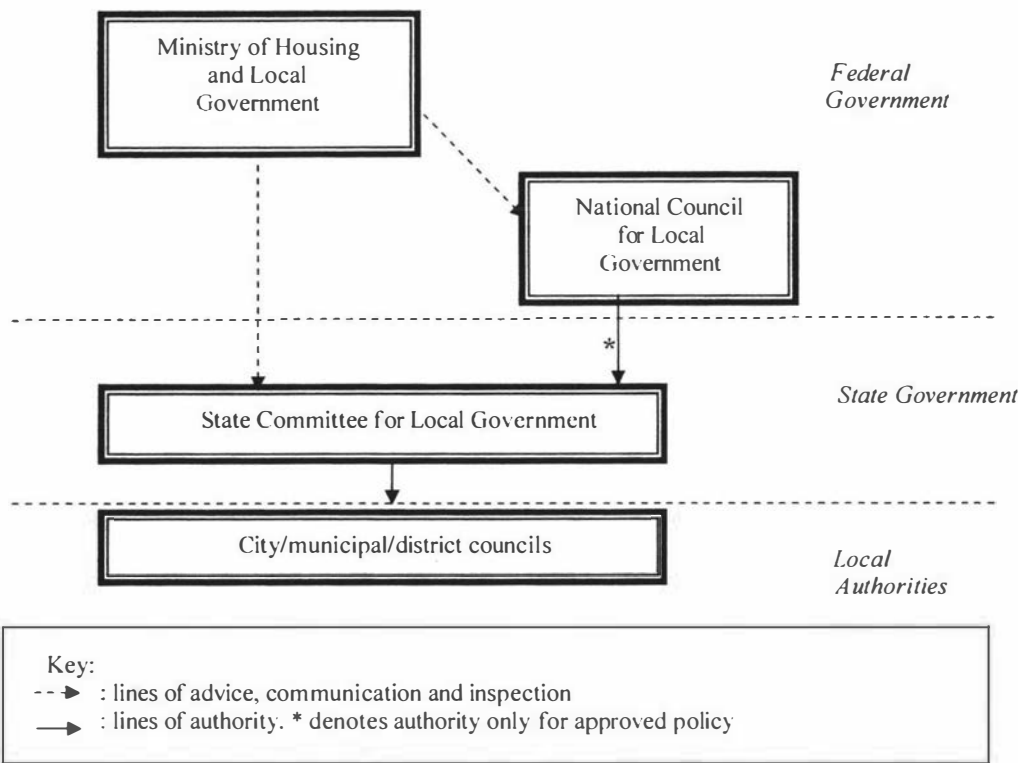 Ministry of Housing
and Local
Government
Federal
Government
National Council
for Local
Government
*
State Government
State Committee for Local Government
City/municipal/district councils
Local
Authorities
Key:
: lines of advice, communication and inspection
: lines of authority. * denotes authority only for approved policy